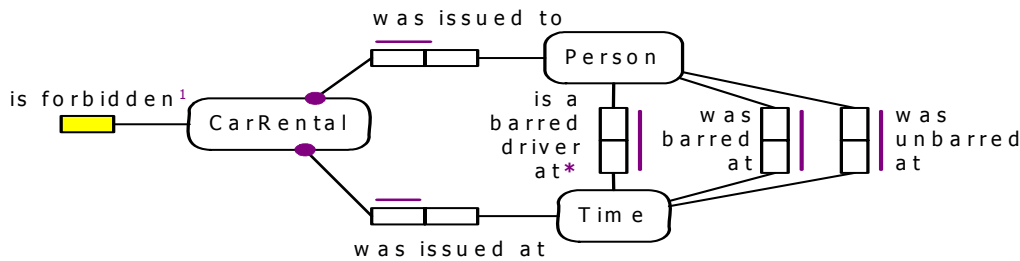 was issued to
Person
is forbidden¹
CarRental
is a
barred
driver
at*
was
barred
at
was
unbarred
at
Time
was issued at